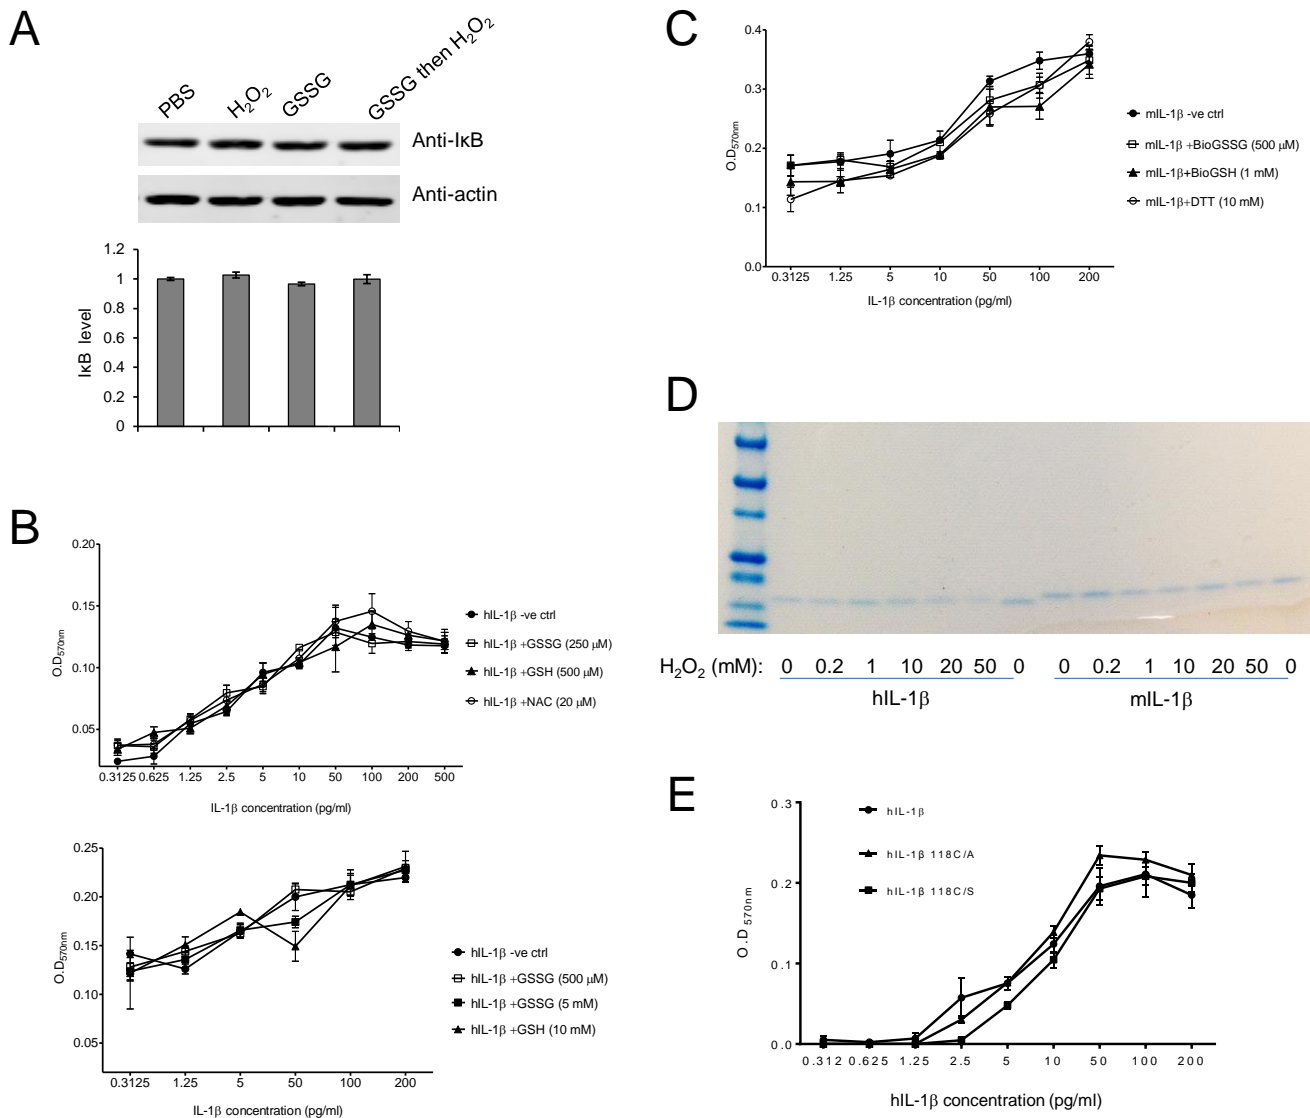 A
PBS
H2O2
GSSG
GSSG then H2O2
Anti-IκB
Anti-actin
1.2
1
0.8
0.6
0.4
0.2
0
IκB level
B
0.20
0.15
0.10
0.05
O.D570nm
0.3125 0.625 1.25 2.5 5 10 50 100 200 500
IL-1β concentration (pg/ml)
hIL-1β -ve ctrl
hIL-1β +GSSG (250 μM)
hIL-1β +GSH (500 μM)
hIL-1β +NAC (20 μM)
0.25
0.20
0.15
0.10
0.05
O.D570nm
0.3125 1.25 5 50 100 200
IL-1β concentration (pg/ml)
hIL-1β -ve ctrl
hIL-1β +GSSG (500 μM)
hIL-1β +GSSG (5 mM)
hIL-1β +GSH (10 mM)
C
0.4
0.3
0.2
0.1
0.0
O.D570nm
0.3125 1.25 5 10 50 100 200
IL-1β concentration (pg/ml)
mIL-1β -ve ctrl
mIL-1β +BioGSSG (500 μM)
mIL-1β+BioGSH (1 mM)
mIL-1β+DTT (10 mM)
D
H2O2 (mM): 0 0.2 1 10 20 50 0 0 0.2 1 10 20 50 0
hIL-1β mIL-1β
E
0.3
0.2
0.1
0.0
O.D 570nm
hIL-1β
hIL-1β 118C/A
hIL-1β 118C/S
0.312 0.625 1.25 2.5 5 10 50 100 200
hIL-1β concentration (pg/ml)